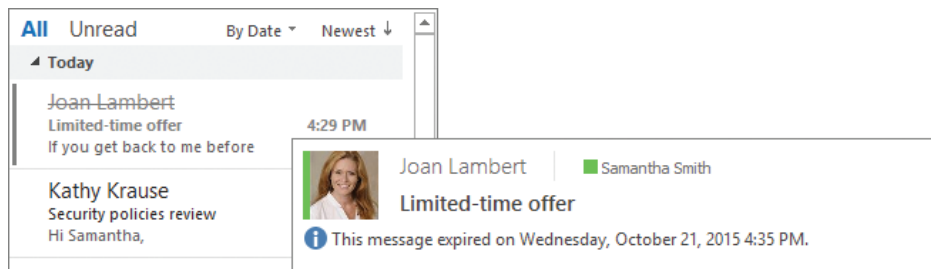 All Unread By Date Newest
Today
Joan Lambert
Limited-time offer 4:29 PM
If you get back to me before
Kathy Krause
Security policies review
Hi Samantha,
Joan Lambert Samantha Smith
Limited-time offer
This message expired on Wednesday, October 21, 2015 4:35 PM.